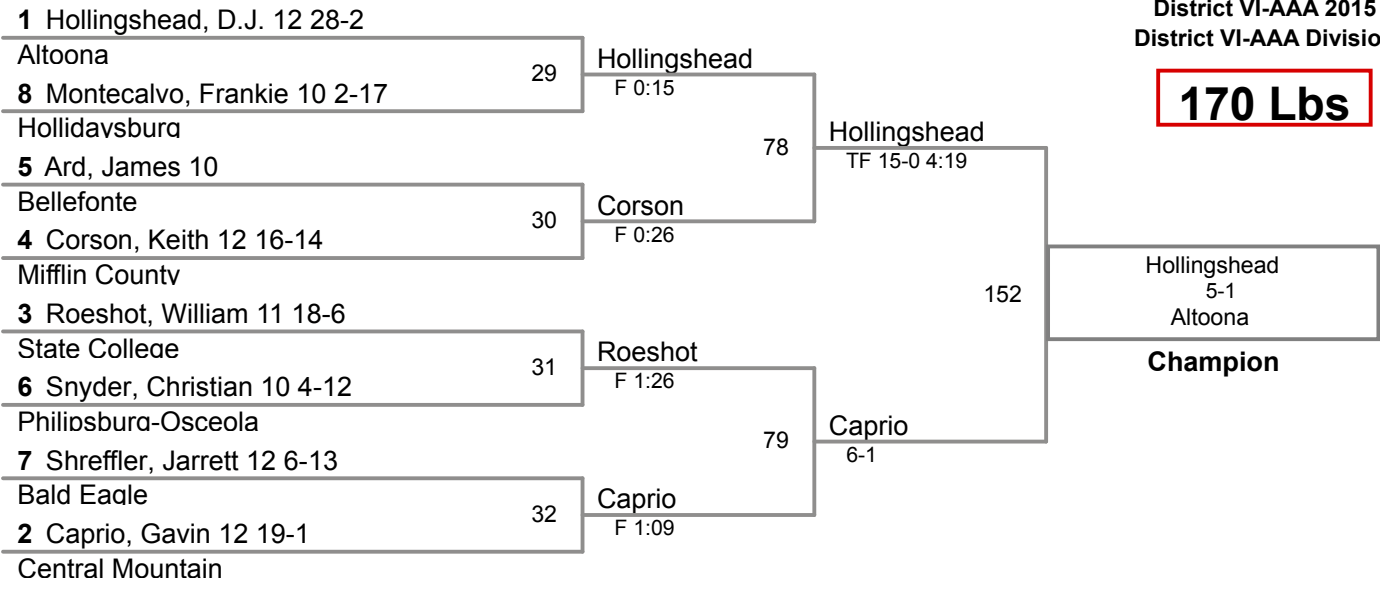 1 Hollingshead, D.J. 12 28-2
Altoona
8 Montecalvo, Frankie 10 2-17
Hollidaysburg
5 Ard, James 10
Bellefonte
4 Corson, Keith 12 16-14
Mifflin County
3 Roeshot, William 11 18-6
State College
6 Snyder, Christian 10 4-12
Philipsburg-Osceola
7 Shreffler, Jarrett 12 6-13
Bald Eagle
2 Caprio, Gavin 12 19-1
Central Mountain
29
30
31
32
Hollingshead
F 0:15
Corson
F 0:26
Roeshot
F 1:26
Caprio
F 1:09
78
79
Hollingshead
TF 15-0 4:19
Caprio
6-1
152
District VI-AAA 2015
District VI-AAA Divisio
170 Lbs
Hollingshead
5-1
Altoona
Champion